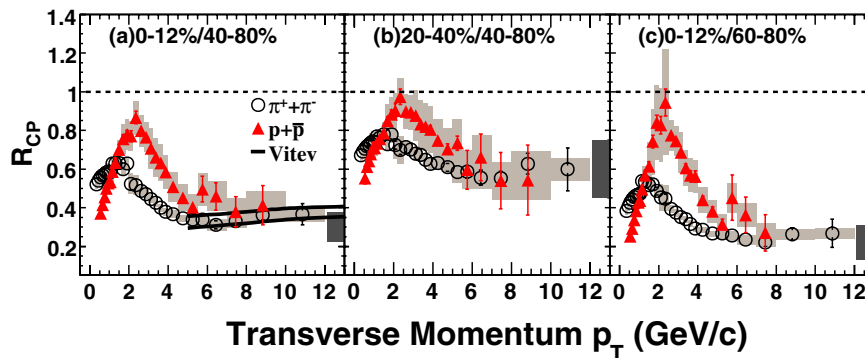 1.4
1.2
1
0.8
0.6
0.4
0.2
R_CP
(a)0-12%/40-80%
π⁺+π⁻
p+p̄
Vitev
(b)20-40%/40-80%
(c)0-12%/60-80%
0 2 4 6 8 10 12 0 2 4 6 8 10 12 0 2 4 6 8 10 12
Transverse Momentum p_T (GeV/c)